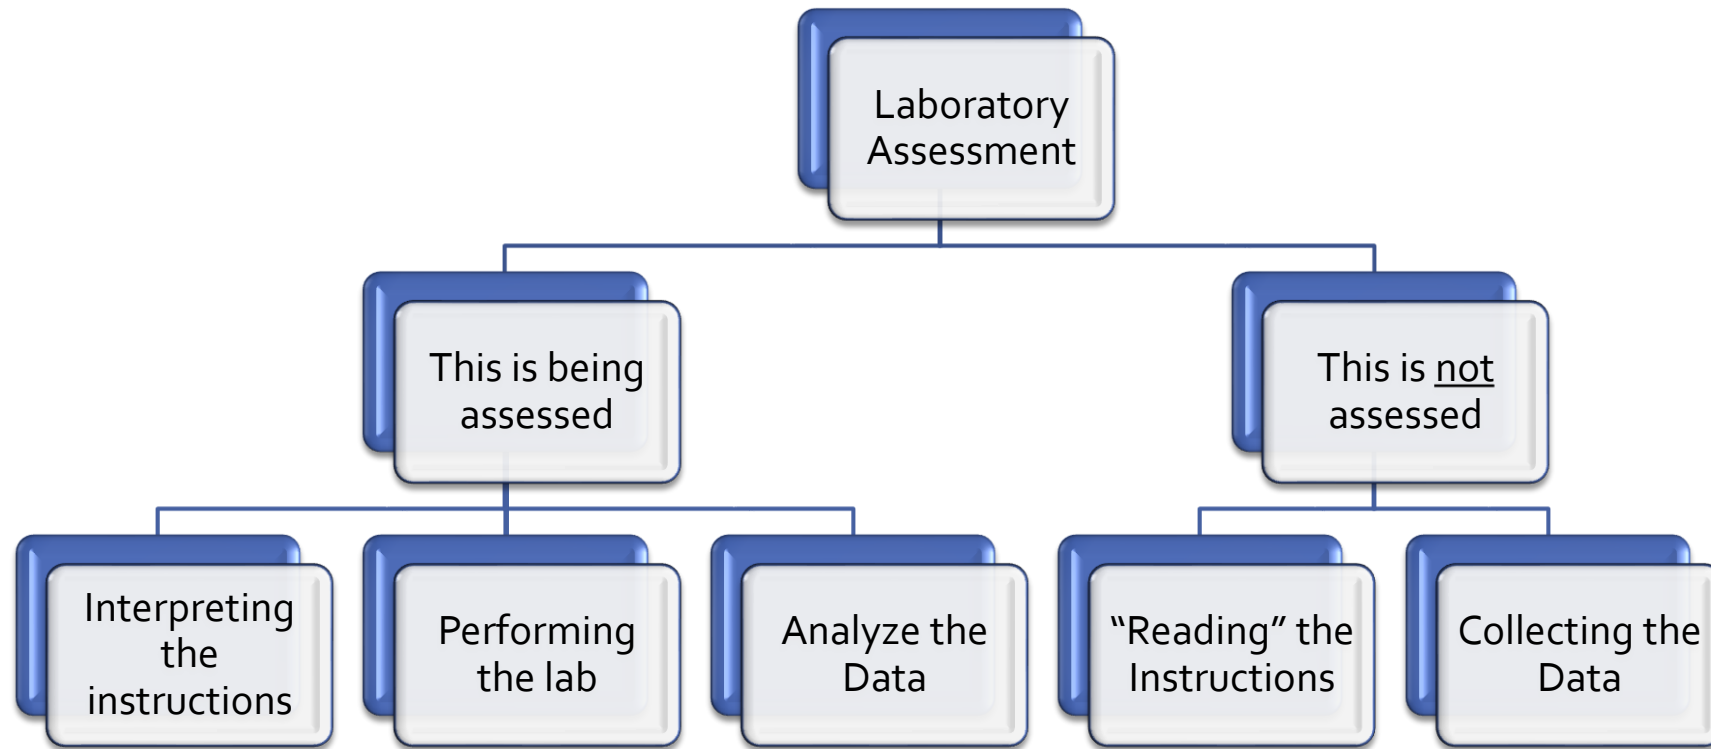 Laboratory
Assessment
This is being
assessed
This is not
assessed
Interpreting
the
instructions
Performing
the lab
Analyze the
Data
“Reading” the
Instructions
Collecting the
Data